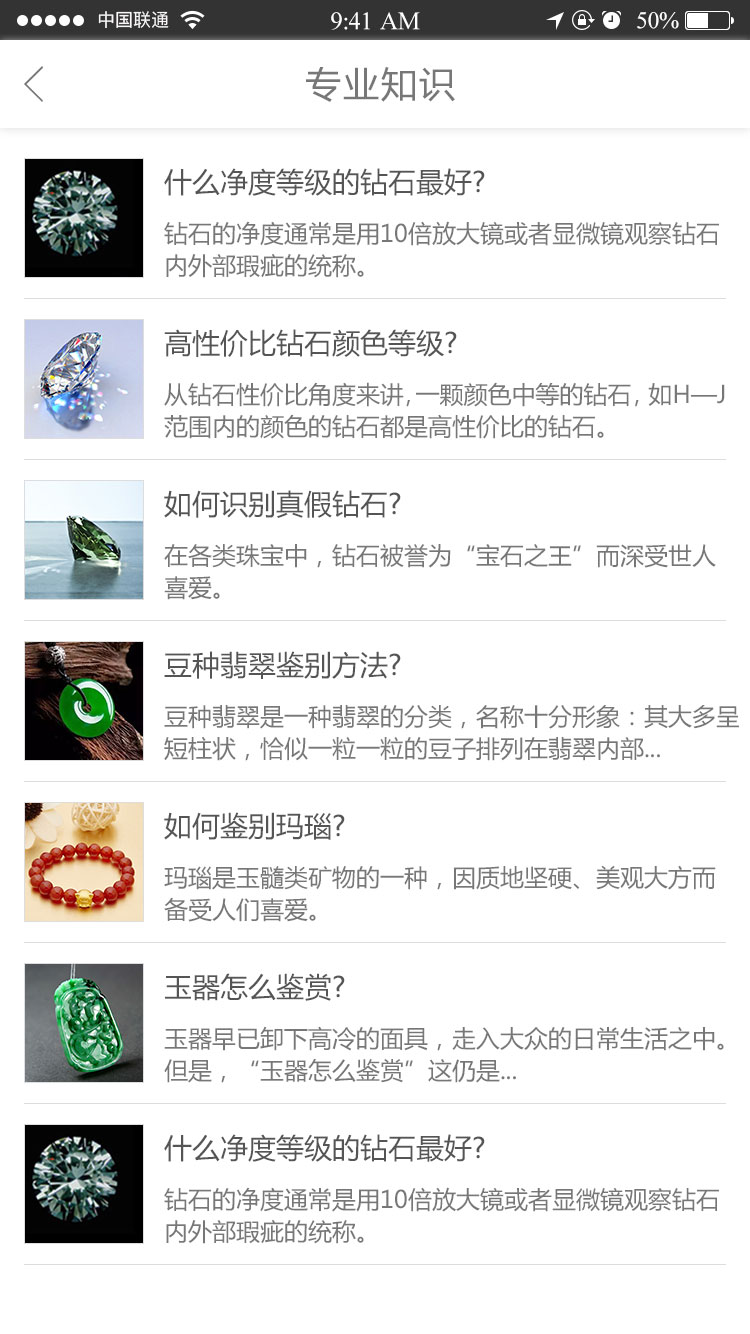 中国联通 9:41 AM 50%
专业知识
什么净度等级的钻石最好?
钻石的净度通常是用10倍放大镜或者显微镜观察钻石
内外部瑕疵的统称。
高性价比钻石颜色等级?
从钻石性价比角度来讲,一颗颜色中等的钻石,如H—J
范围内的颜色的钻石都是高性价比的钻石。
如何识别真假钻石?
在各类珠宝中，钻石被誉为“宝石之王”而深受世人
喜爱。
豆种翡翠鉴别方法?
豆种翡翠是一种翡翠的分类，名称十分形象：其大多呈
短柱状，恰似一粒一粒的豆子排列在翡翠内部...
如何鉴别玛瑙?
玛瑙是玉髓类矿物的一种，因质地坚硬、美观大方而
备受人们喜爱。
玉器怎么鉴赏?
玉器早已卸下高冷的面具，走入大众的日常生活之中。
但是，“玉器怎么鉴赏”这仍是...
什么净度等级的钻石最好?
钻石的净度通常是用10倍放大镜或者显微镜观察钻石
内外部瑕疵的统称。